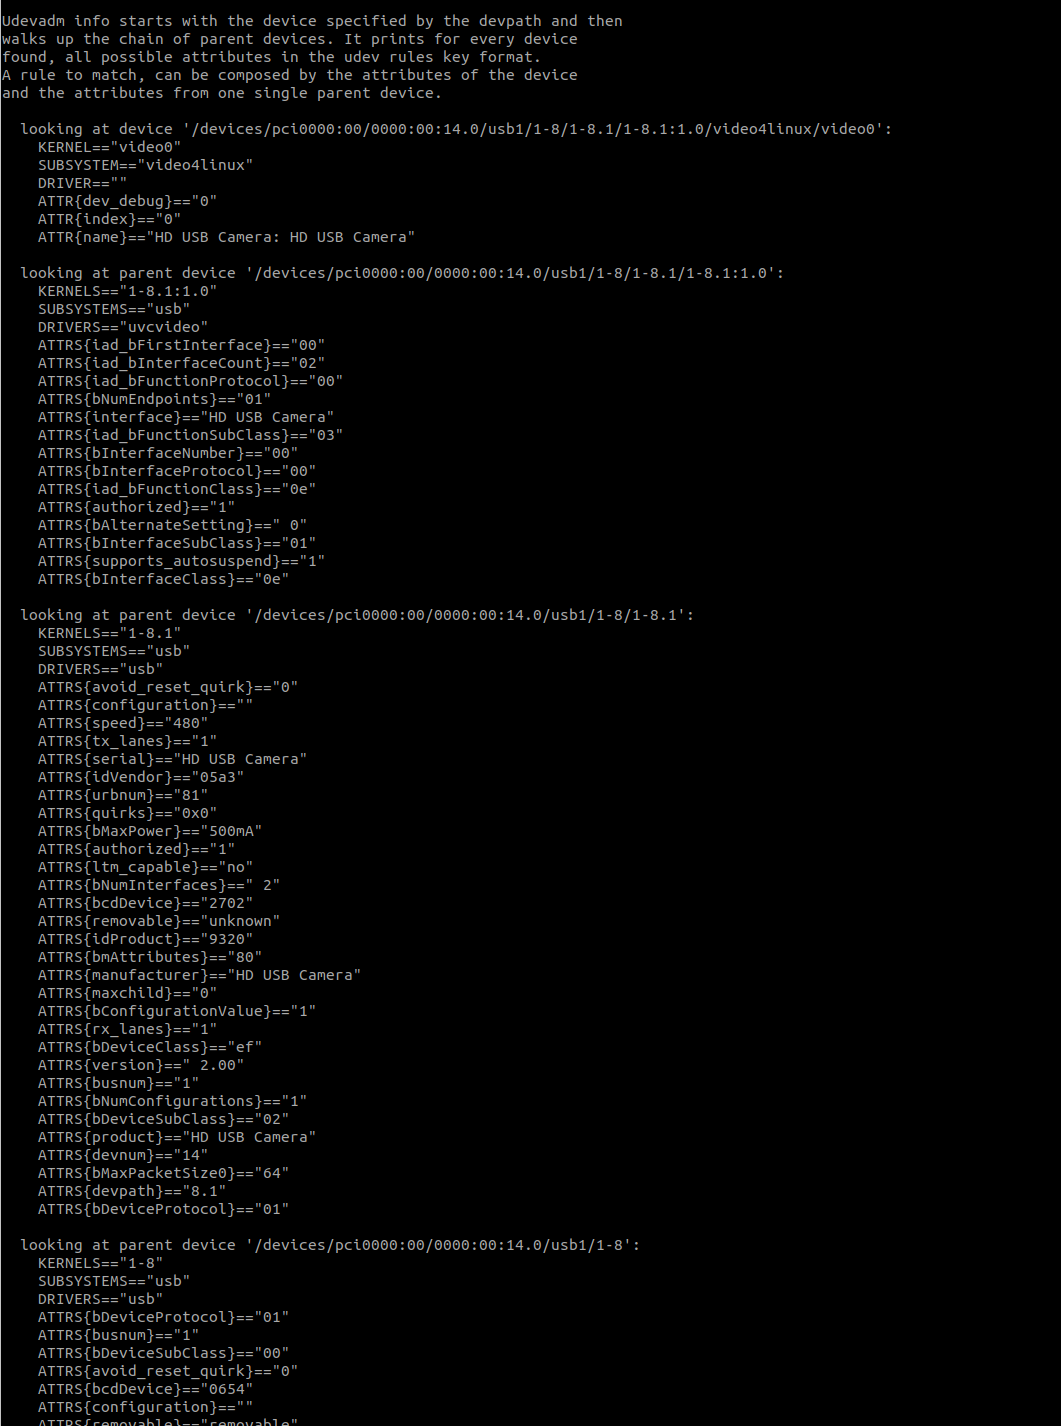 Udevadm info starts with the device specified by the devpath and then
walks up the chain of parent devices. It prints for every device
found, all possible attributes in the udev rules key format.
A rule to match, can be composed by the attributes of the device
and the attributes from one single parent device.
looking at device '/devices/pci0000:00/0000:00:14.0/usb1/1-8/1-8.1/1-8.1:1.0/video4linux/video0':
KERNEL=="video0"
SUBSYSTEM=="video4linux"
DRIVER==""
ATTR{dev_debug}=="0"
ATTR{index}=="0"
ATTR{name}=="HD USB Camera: HD USB Camera"
looking at parent device '/devices/pci0000:00/0000:00:14.0/usb1/1-8/1-8.1/1-8.1:1.0':
KERNELS=="1-8.1:1.0"
SUBSYSTEMS=="usb"
DRIVERS=="uvcvideo"
ATTRS{iad_bFirstInterface}=="00"
ATTRS{iad_bInterfaceCount}=="02"
ATTRS{iad_bFunctionProtocol}=="00"
ATTRS{bNumEndpoints}=="01"
ATTRS{interface}=="HD USB Camera"
ATTRS{iad_bFunctionSubClass}=="03"
ATTRS{bInterfaceNumber}=="00"
ATTRS{bInterfaceProtocol}=="00"
ATTRS{iad_bFunctionClass}=="0e"
ATTRS{authorized}=="1"
ATTRS{bAlternateSetting}==" 0"
ATTRS{bInterfaceSubClass}=="01"
ATTRS{supports_autosuspend}=="1"
ATTRS{bInterfaceClass}=="0e"
looking at parent device '/devices/pci0000:00/0000:00:14.0/usb1/1-8/1-8.1':
KERNELS=="1-8.1"
SUBSYSTEMS=="usb"
DRIVERS=="usb"
ATTRS{avoid_reset_quirk}=="0"
ATTRS{configuration}==""
ATTRS{speed}=="480"
ATTRS{tx_lanes}=="1"
ATTRS{serial}=="HD USB Camera"
ATTRS{idVendor}=="05a3"
ATTRS{urbnum}=="81"
ATTRS{quirks}=="0x0"
ATTRS{bMaxPower}=="500mA"
ATTRS{authorized}=="1"
ATTRS{ltm_capable}=="no"
ATTRS{bNumInterfaces}==" 2"
ATTRS{bcdDevice}=="2702"
ATTRS{removable}=="unknown"
ATTRS{idProduct}=="9320"
ATTRS{bmAttributes}=="80"
ATTRS{manufacturer}=="HD USB Camera"
ATTRS{maxchild}=="0"
ATTRS{bConfigurationValue}=="1"
ATTRS{rx_lanes}=="1"
ATTRS{bDeviceClass}=="ef"
ATTRS{version}==" 2.00"
ATTRS{busnum}=="1"
ATTRS{bNumConfigurations}=="1"
ATTRS{bDeviceSubClass}=="02"
ATTRS{product}=="HD USB Camera"
ATTRS{devnum}=="14"
ATTRS{bMaxPacketSize0}=="64"
ATTRS{devpath}=="8.1"
ATTRS{bDeviceProtocol}=="01"
looking at parent device '/devices/pci0000:00/0000:00:14.0/usb1/1-8':
KERNELS=="1-8"
SUBSYSTEMS=="usb"
DRIVERS=="usb"
ATTRS{bDeviceProtocol}=="01"
ATTRS{busnum}=="1"
ATTRS{bDeviceSubClass}=="00"
ATTRS{avoid_reset_quirk}=="0"
ATTRS{bcdDevice}=="0654"
ATTRS{configuration}==""
ATTRS{removable}=="removable"